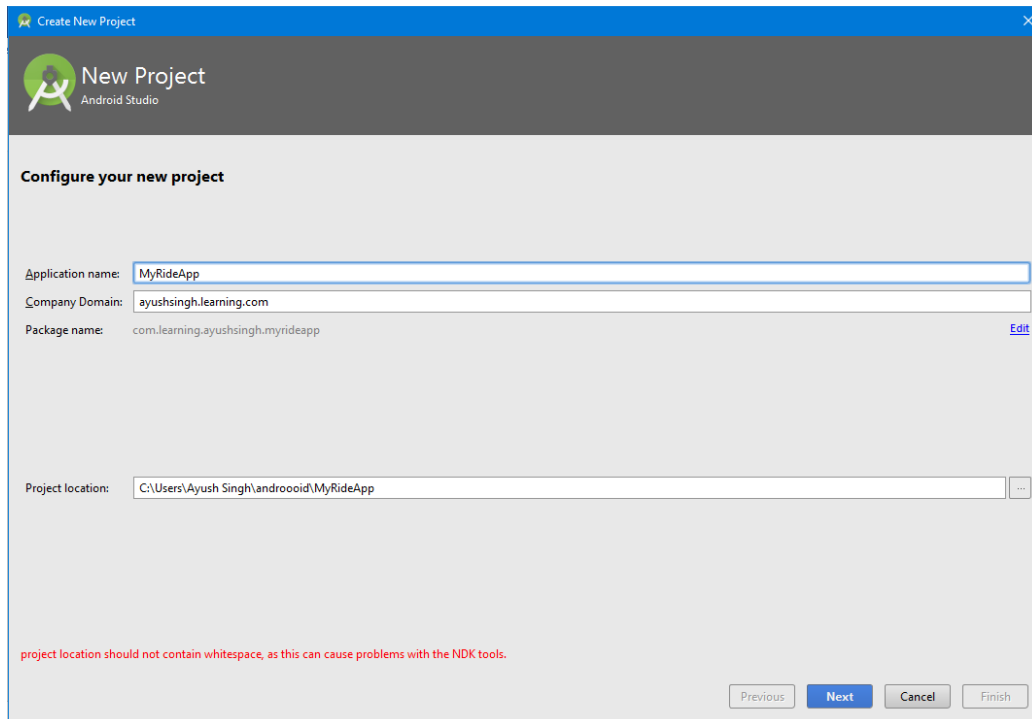 Create New Project
New Project
Android Studio
Configure your new project
Application name: MyRideApp
Company Domain: ayushsingh.learning.com
Package name: com.learning.ayushsingh.myrideapp Edit
Project location: C:\Users\Ayush Singh\androooid\MyRideApp ...
project location should not contain whitespace, as this can cause problems with the NDK tools.
Previous Next Cancel Finish